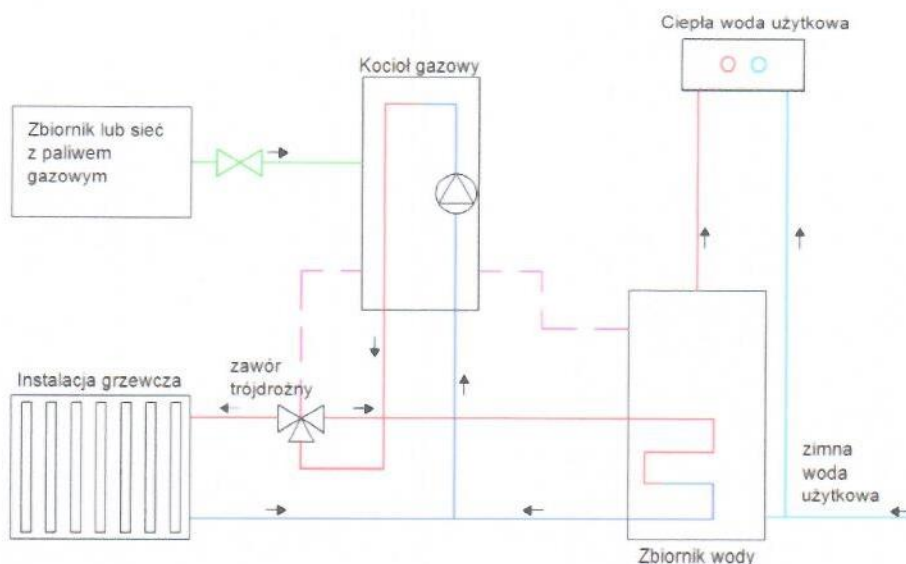 Ciepła woda użytkowa
Kocioł gazowy
Zbiornik lub sieć
z paliwem
gazowym
zawór
trójdrożny
Instalacja grzewcza
zimna
woda
użytkowa
Zbiornik wody